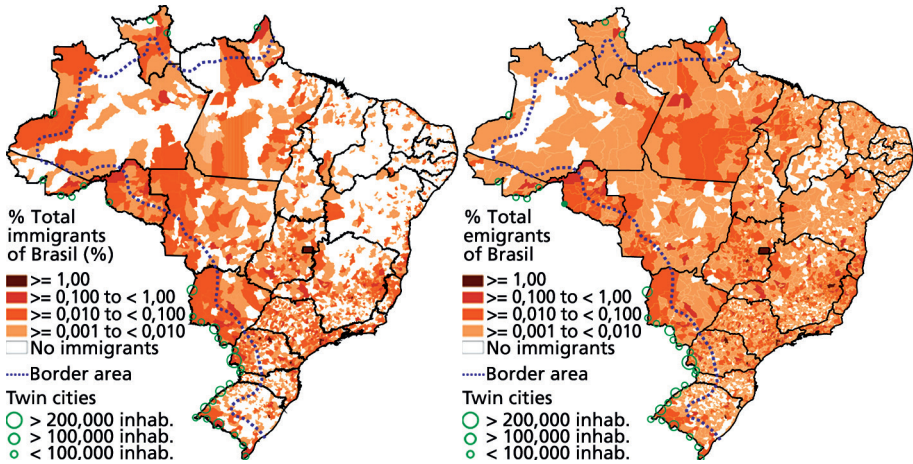 % Total
immigrants
of Brasil (%)
>= 1,00
>= 0,100 to < 1,00
>= 0,010 to < 0,100
>= 0,001 to < 0,010
No immigrants
Border area
Twin cities
> 200,000 inhab.
> 100,000 inhab.
< 100,000 inhab.
% Total
emigrants
of Brasil
>= 1,00
>= 0,100 to < 1,00
>= 0,010 to < 0,100
>= 0,001 to < 0,010
No immigrants
Border area
Twin cities
> 200,000 inhab.
> 100,000 inhab.
< 100,000 inhab.